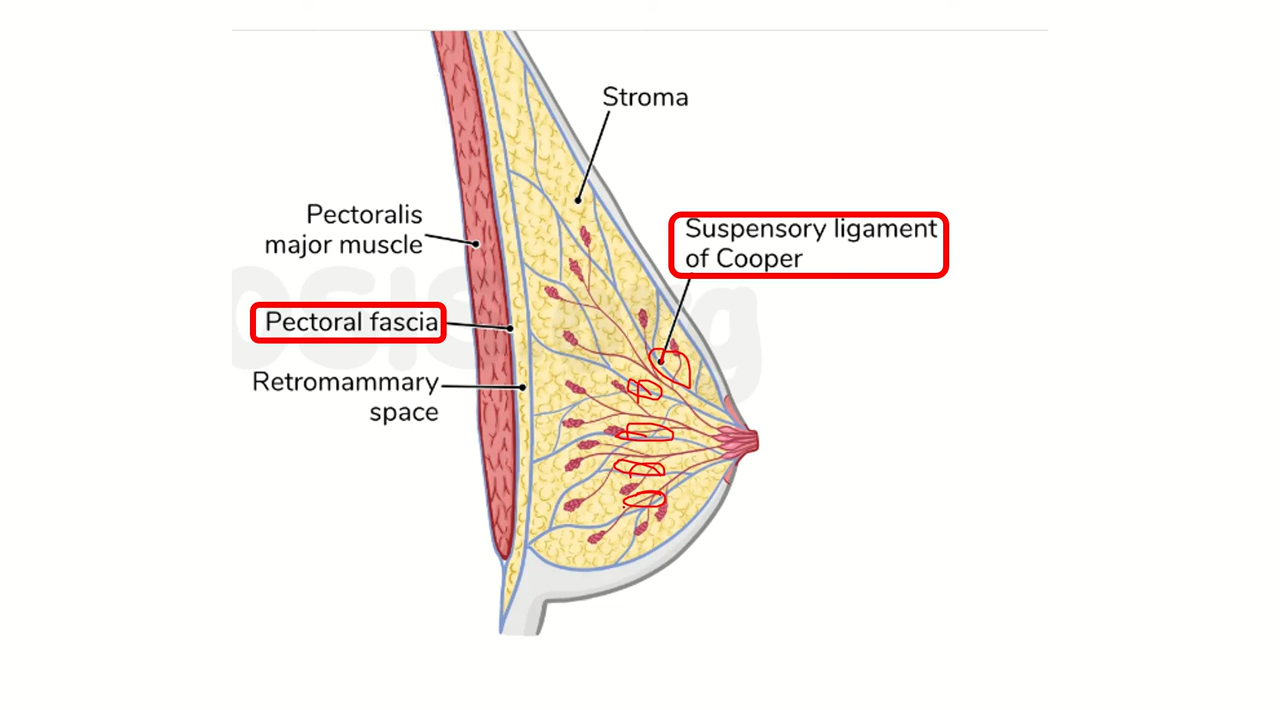 Stroma
Pectoralis
major muscle
Suspensory ligament
of Cooper
Pectoral fascia
Retromammary
space